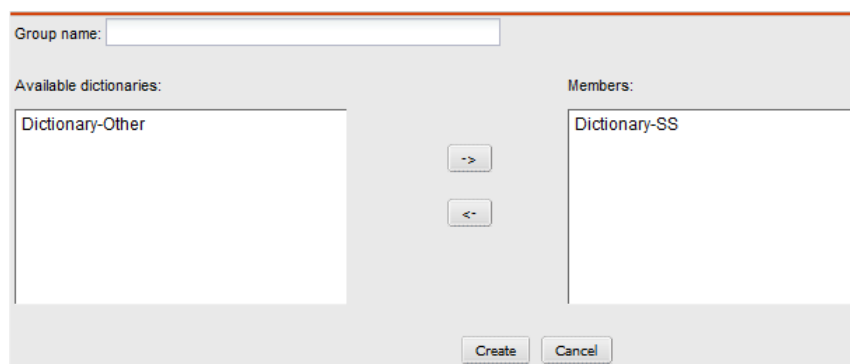 Group name:
Available dictionaries:
Members:
Dictionary-Other
Dictionary-SS
->
<-
Create
Cancel